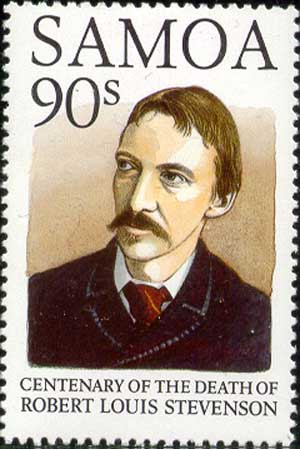 SAMOA
90s
CENTENARY OF THE DEATH OF
ROBERT LOUIS STEVENSON